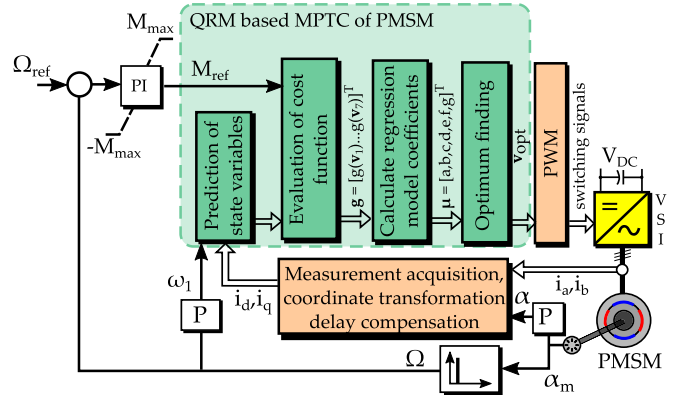 M_max
QRM based MPTC of PMSM
Ω_ref
PI
M_ref
-M_max
Prediction of
state variables
Evaluation of cost
function
g = [g(v_1)...g(v_7)]^T
Calculate regression
model coefficients
μ = [a,b,c,d,e,f,g]^T
Optimum finding
v_opt
PWM
switching signals
V_DC
V
S
I
=
~
ω_1
i_d,i_q
Measurement acquisition,
coordinate transformation
delay compensation
i_a,i_b
α
P
P
PMSM
Ω
α_m